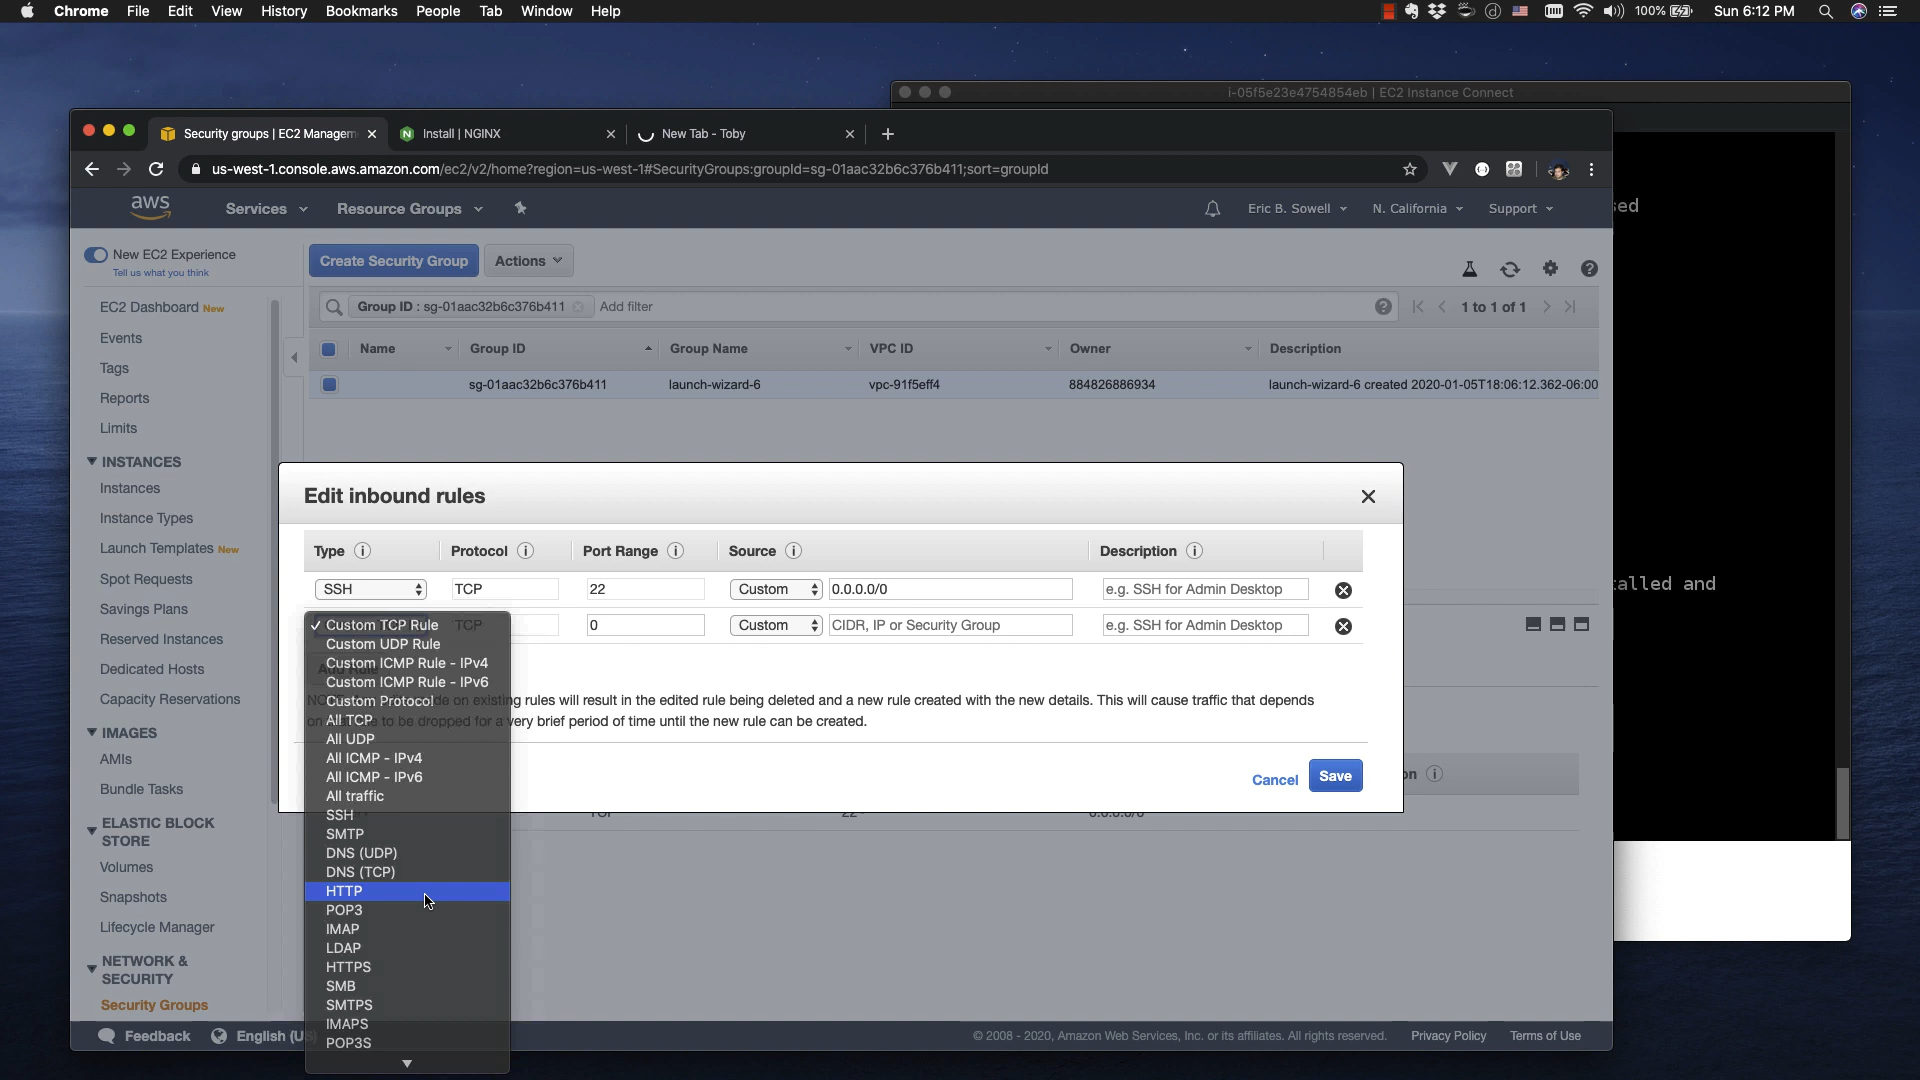 Chrome File Edit View History Bookmarks People Tab Window Help 100% Sun 6:12 PM
i-05f5e23e4754854eb | EC2 Instance Connect
Security groups | EC2 Managem Install | NGINX New Tab - Toby
us-west-1.console.aws.amazon.com/ec2/v2/home?region=us-west-1#SecurityGroups:groupId=sg-01aac32b6c376b411;sort=groupId
aws Services Resource Groups Eric B. Sowell N. California Support
sed
New EC2 Experience
Tell us what you think
Create Security Group Actions
EC2 Dashboard New
Events
Tags
Reports
Limits
INSTANCES
Instances
Instance Types
Launch Templates New
Spot Requests
Savings Plans
Reserved Instances
Dedicated Hosts
Capacity Reservations
IMAGES
AMIs
Bundle Tasks
ELASTIC BLOCK
STORE
Volumes
Snapshots
Lifecycle Manager
NETWORK &
SECURITY
Security Groups
Group ID : sg-01aac32b6c376b411 Add filter 1 to 1 of 1
Name Group ID Group Name VPC ID Owner Description
sg-01aac32b6c376b411 launch-wizard-6 vpc-91f5eff4 884826886934 launch-wizard-6 created 2020-01-05T18:06:12.362-06:00
Edit inbound rules
Type Protocol Port Range Source Description
SSH TCP 22 Custom 0.0.0.0/0 e.g. SSH for Admin Desktop
TCP 0 Custom CIDR, IP or Security Group e.g. SSH for Admin Desktop
alled and
on existing rules will result in the edited rule being deleted and a new rule created with the new details. This will cause traffic that depends
to be dropped for a very brief period of time until the new rule can be created.
Cancel Save
on
Custom TCP Rule
Custom UDP Rule
Custom ICMP Rule - IPv4
Custom ICMP Rule - IPv6
Custom Protocol
All TCP
All UDP
All ICMP - IPv4
All ICMP - IPv6
All traffic
SSH
SMTP
DNS (UDP)
DNS (TCP)
HTTP
POP3
IMAP
LDAP
HTTPS
SMB
SMTPS
IMAPS
POP3S
Feedback English (US © 2008 - 2020, Amazon Web Services, Inc. or its affiliates. All rights reserved. Privacy Policy Terms of Use